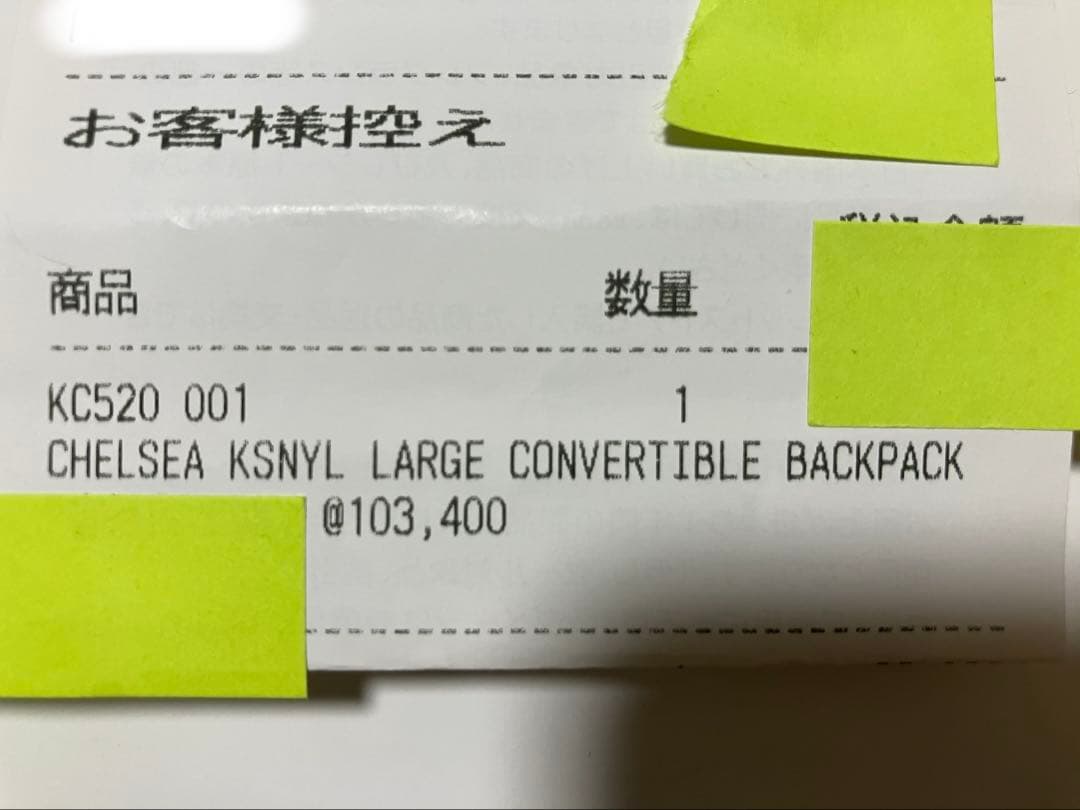 お客様控え
商品 数量
KC520 001 1
CHELSEA KSNYL LARGE CONVERTIBLE BACKPACK
@103,400